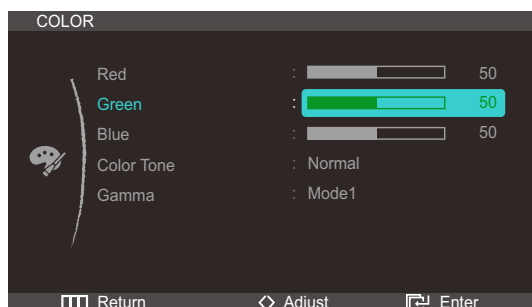 COLOR
Red : 50
Green : 50
Blue : 50
Color Tone : Normal
Gamma : Mode1
Return Adjust Enter